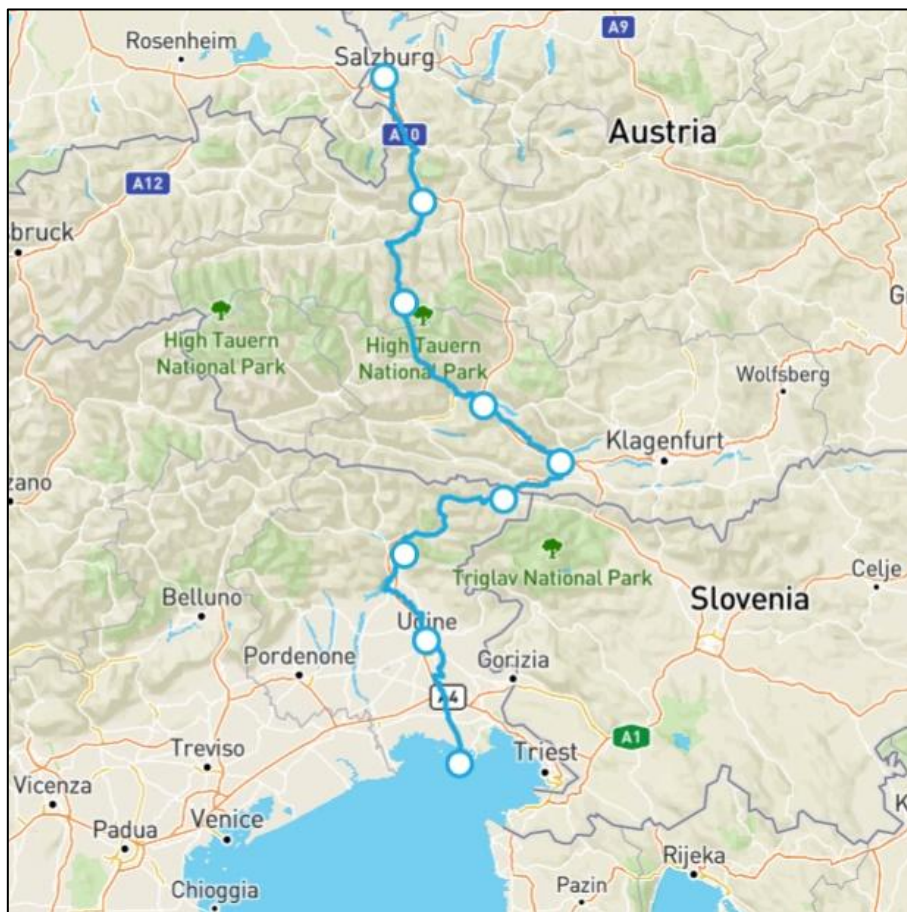 Rosenheim
Salzburg
A9
A10
Austria
A12
bruck
G
High Tauern
National Park
High Tauern
National Park
Wolfsberg
Klagenfurt
zano
Triglav National Park
Celje
Belluno
Slovenia
Udine
Pordenone
Gorizia
A4
A1
Treviso
Triest
Vicenza
Venice
K
Padua
Rijeka
Chioggia
Pazin